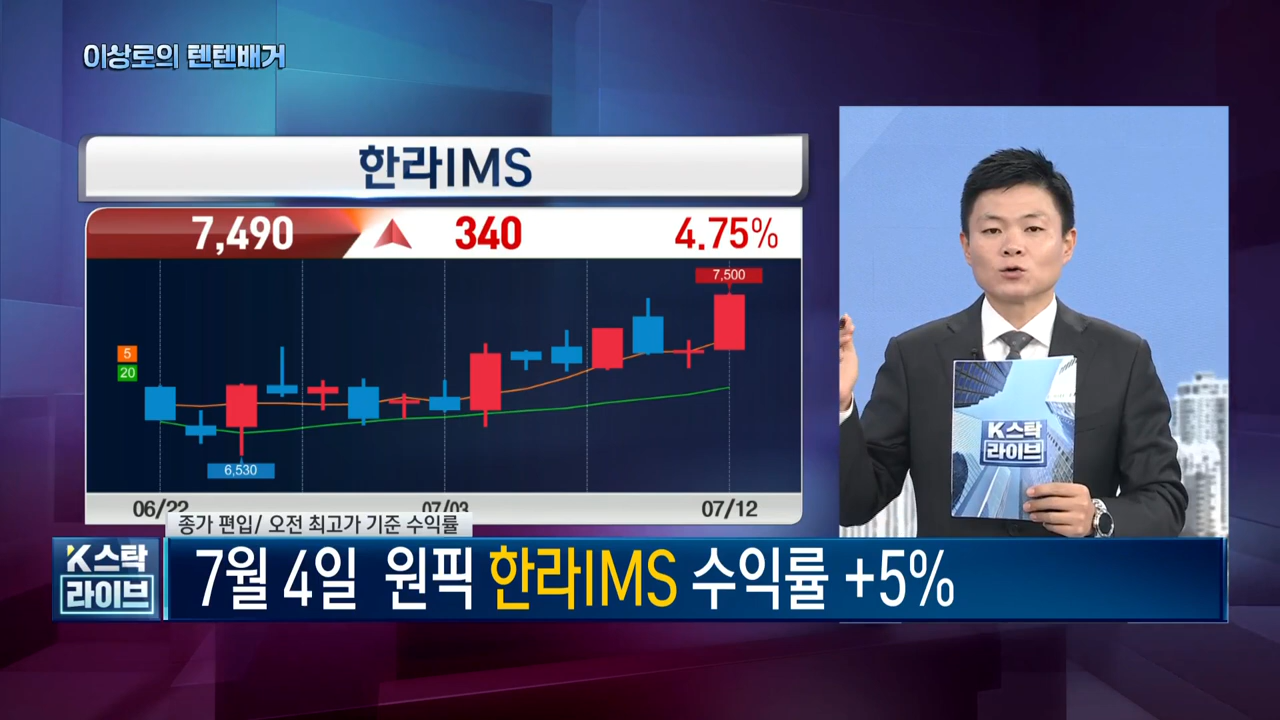 이상로의 텐텐배거
한라IMS
7,490 340 4.75%
7,500
5
20
6,530
06/22 07/03 07/12
종가 편입/ 오전 최고가 기준 수익률
K스탁
라이브
7월 4일 원픽 한라IMS 수익률 +5%
K스탁
라이브